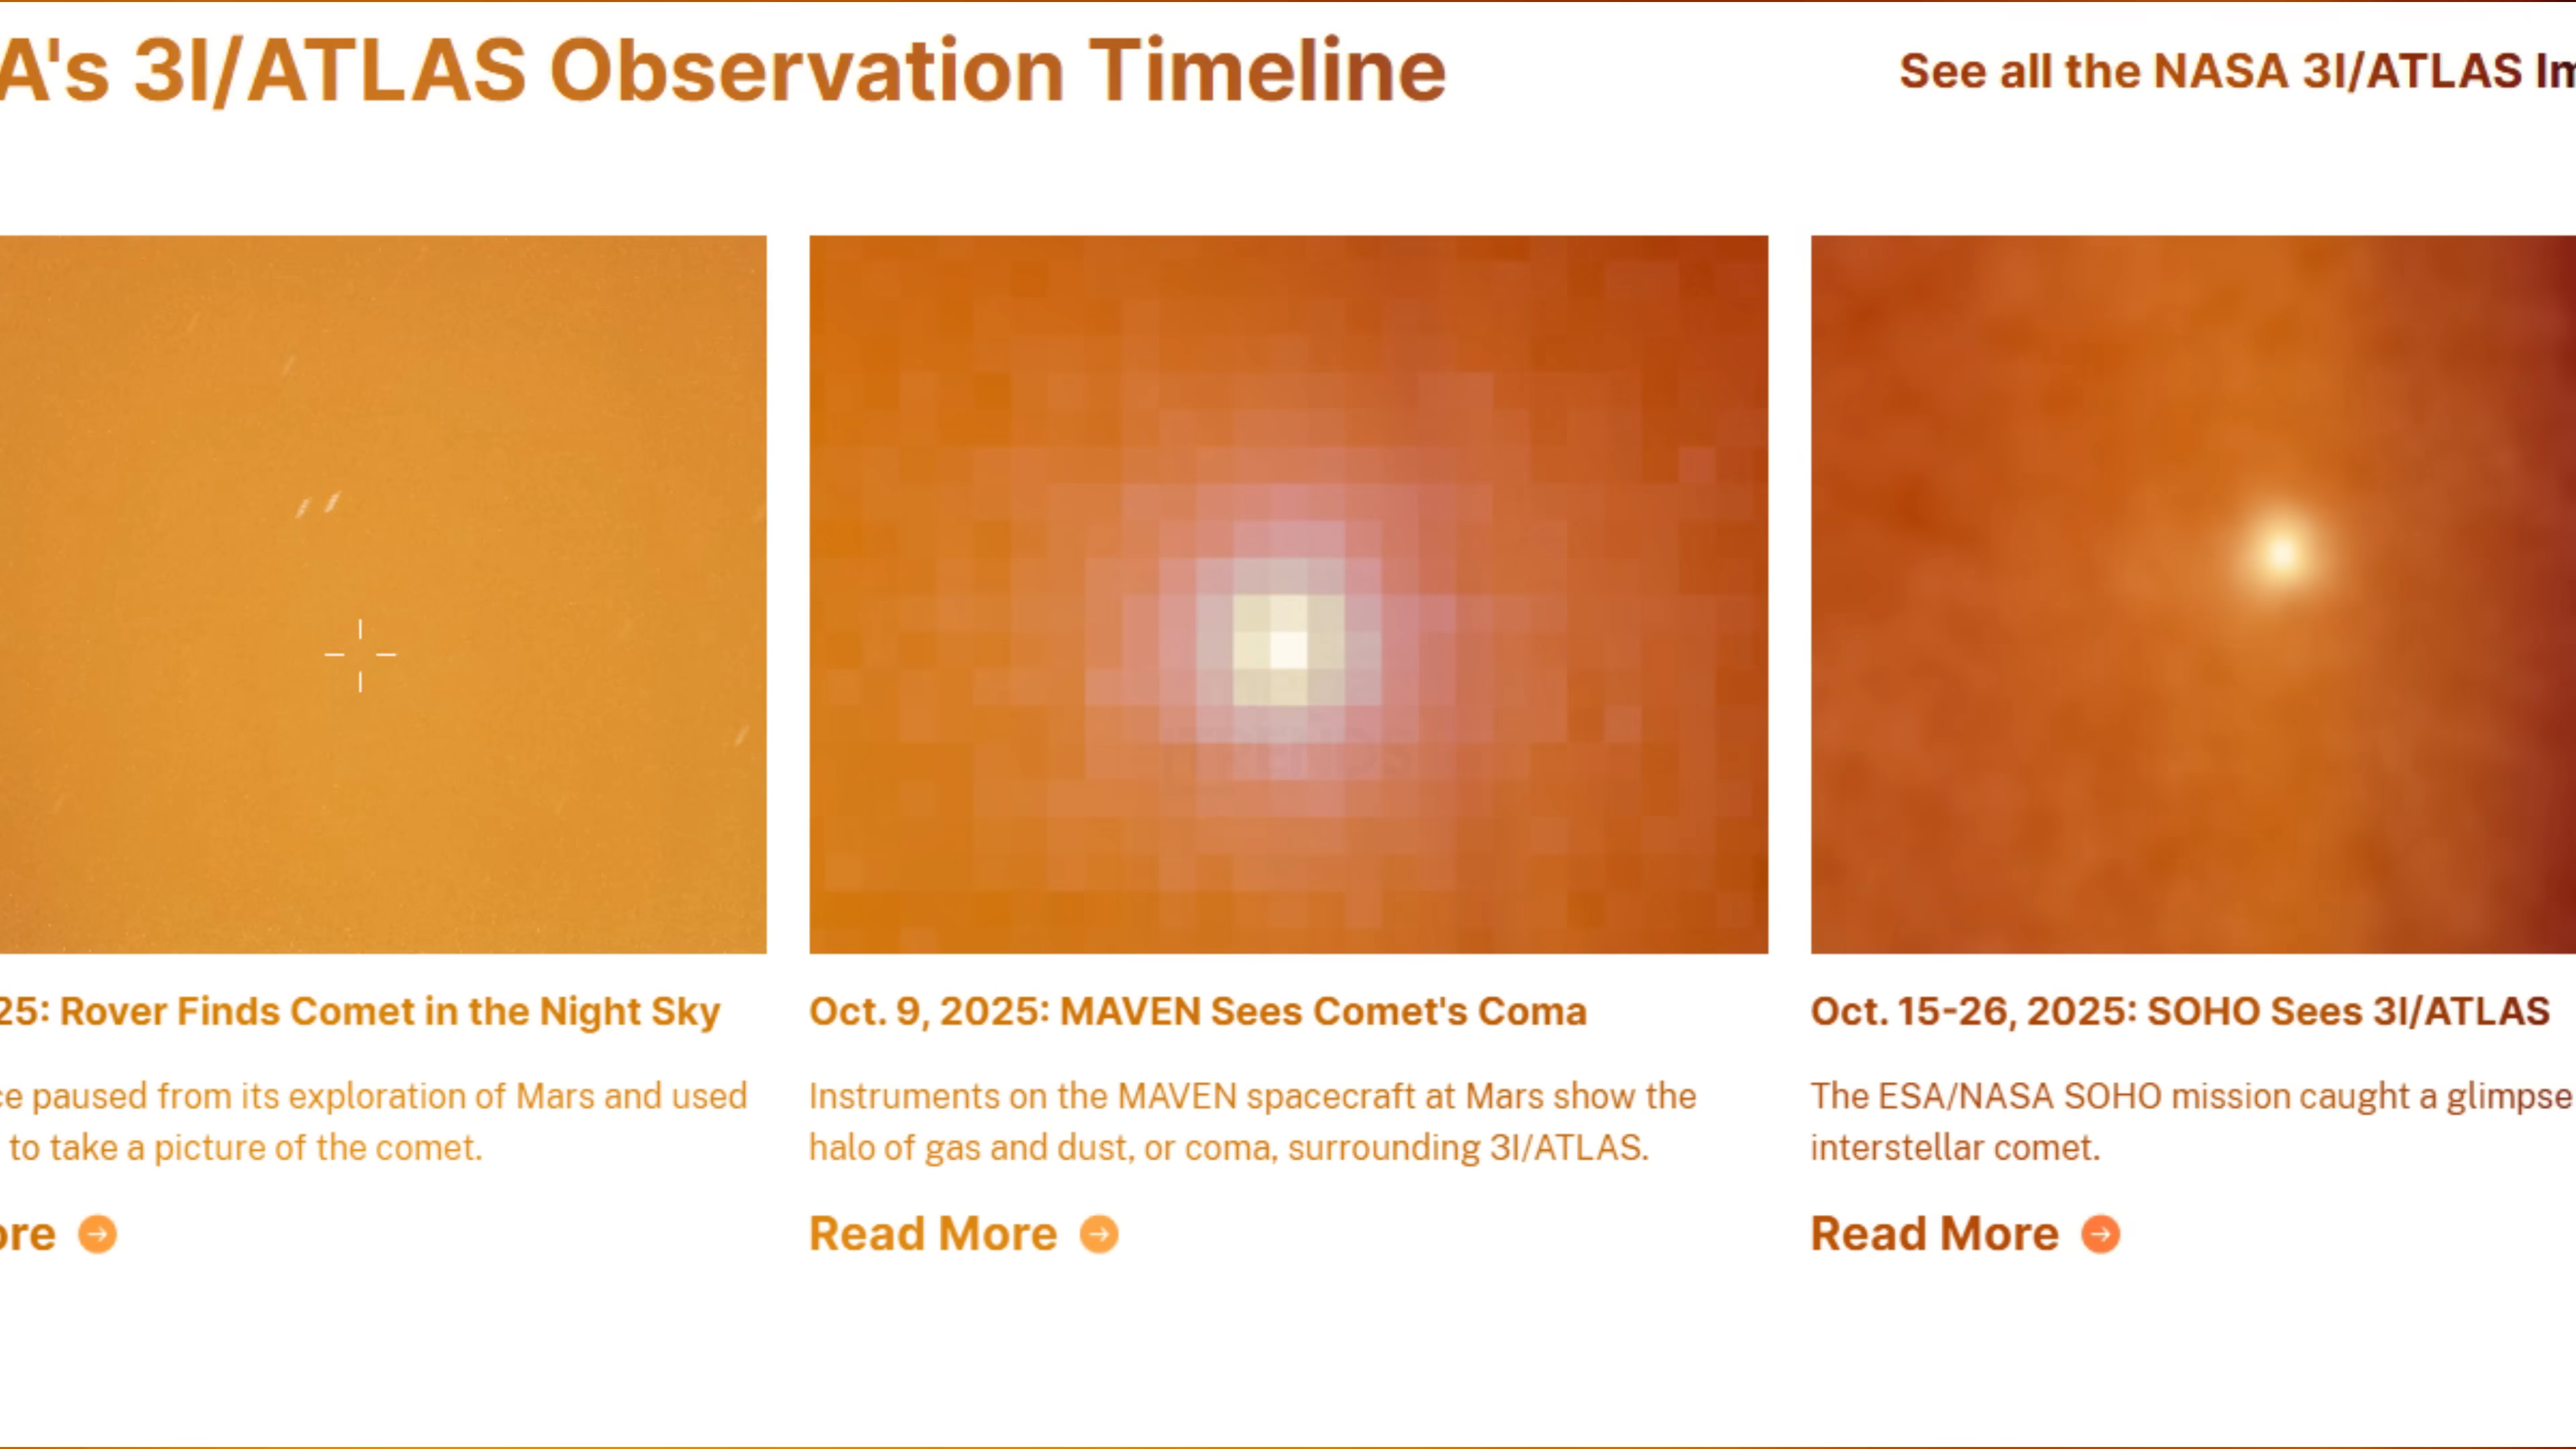 A's 3I/ATLAS Observation Timeline
See all the NASA 3I/ATLAS Im
25: Rover Finds Comet in the Night Sky
ce paused from its exploration of Mars and used
to take a picture of the comet.
ore
Oct. 9, 2025: MAVEN Sees Comet's Coma
Instruments on the MAVEN spacecraft at Mars show the
halo of gas and dust, or coma, surrounding 3I/ATLAS.
Read More
Oct. 15-26, 2025: SOHO Sees 3I/ATLAS
The ESA/NASA SOHO mission caught a glimpse
interstellar comet.
Read More